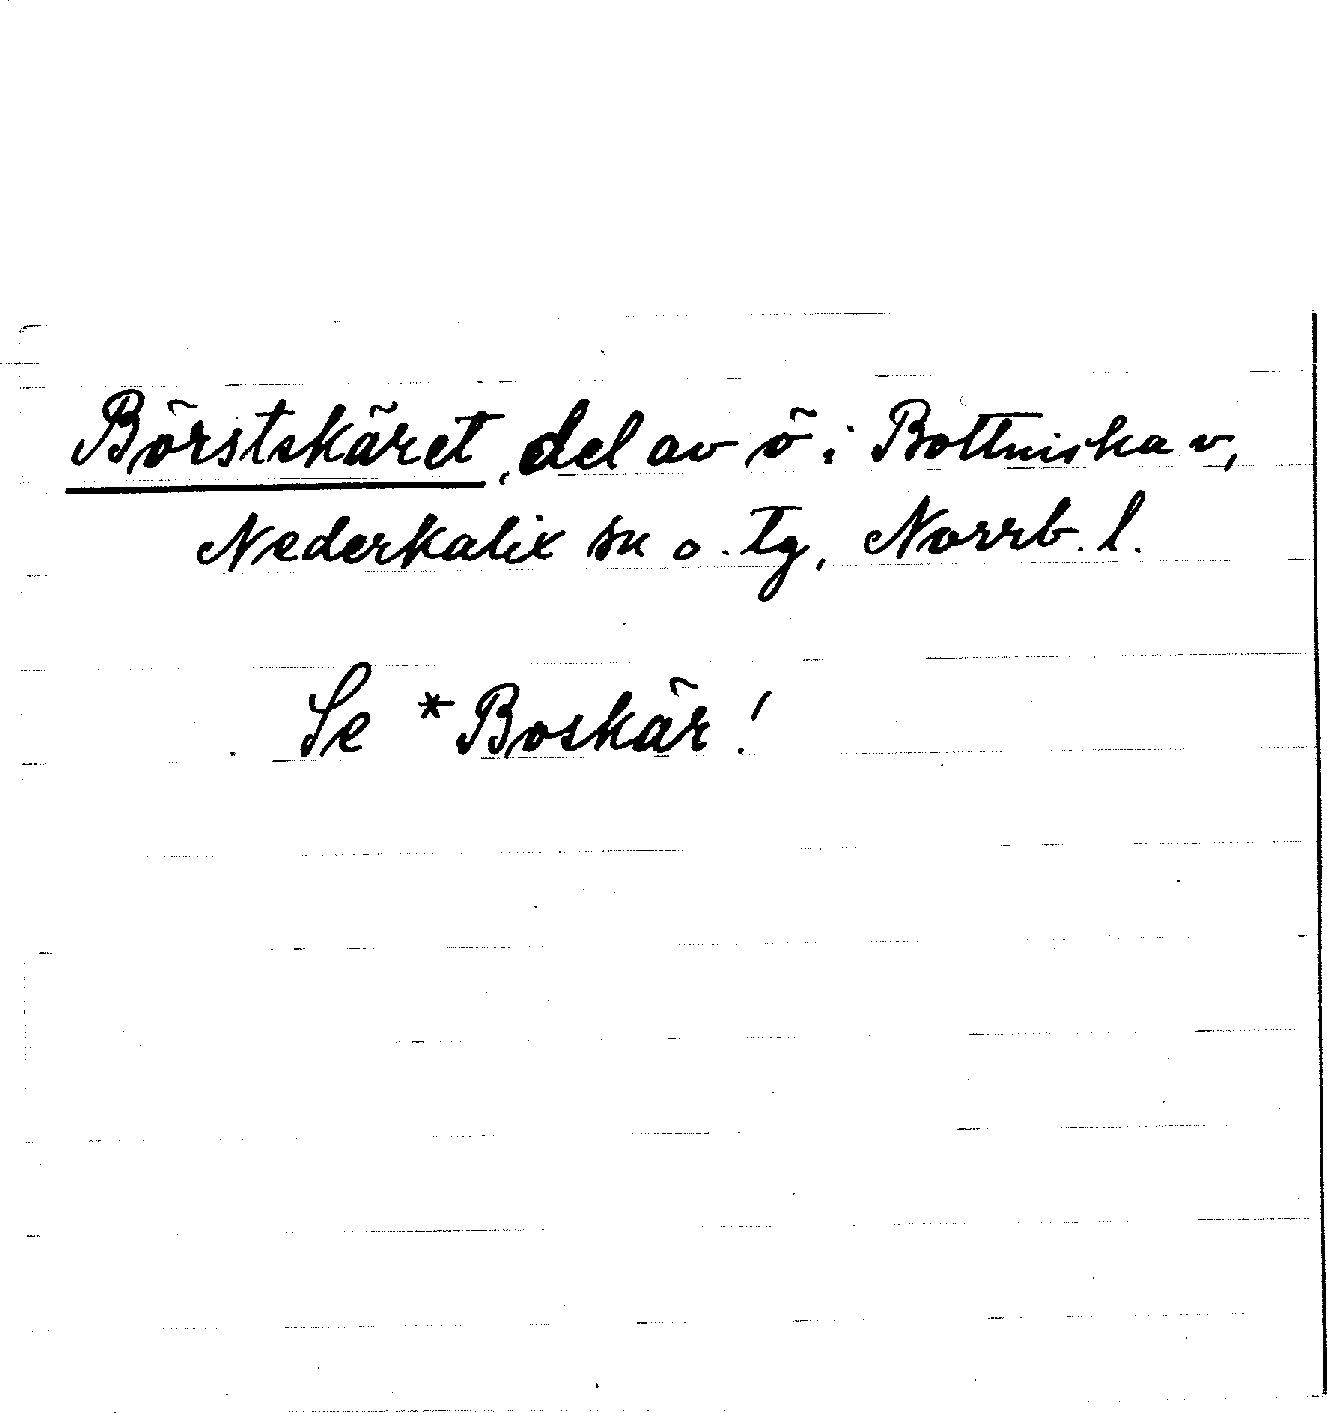 Börstskäret, del av ö i Bottniska v,
Nederkalix sn o. tg, Norrb. l.
Se *Boskär!